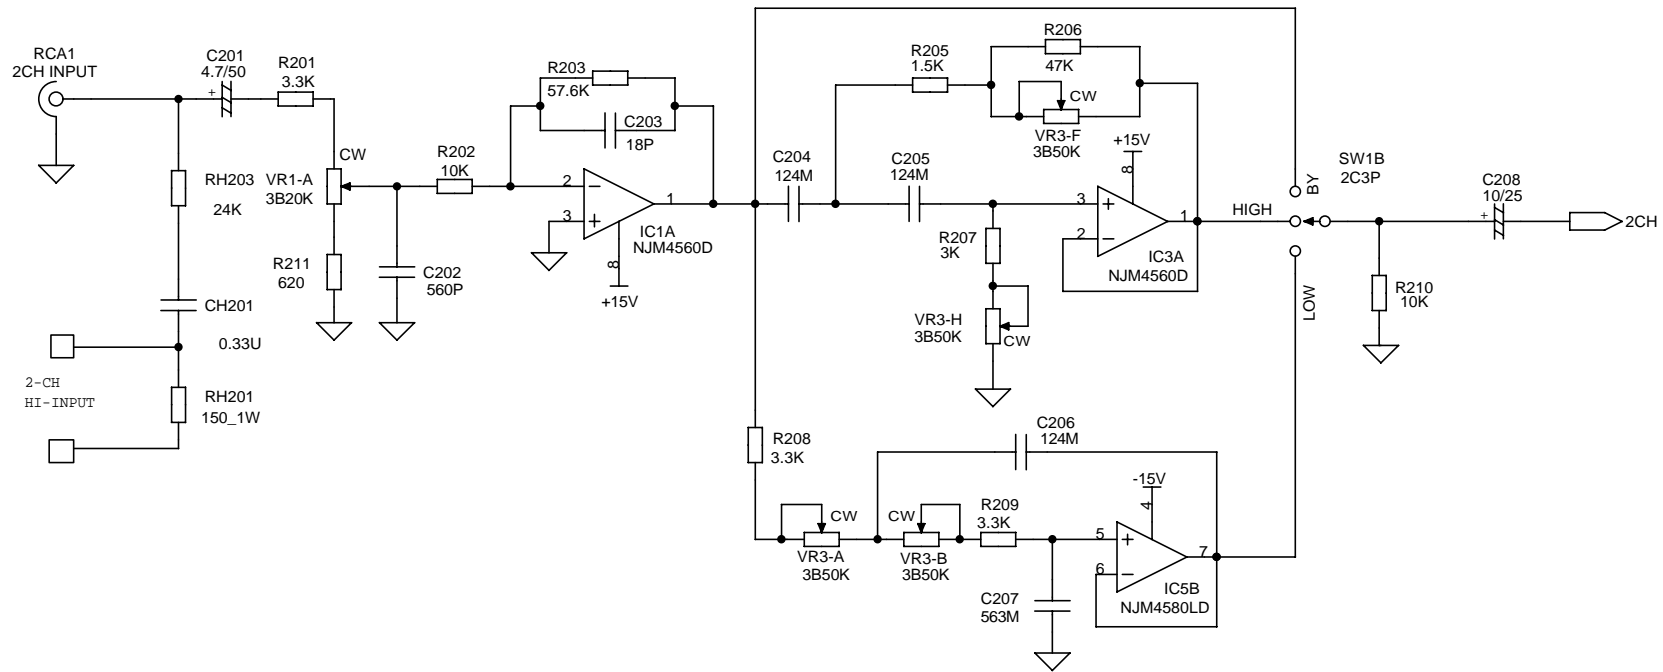 RCA1
2CH INPUT
C201
4.7/50
+
R201
3.3K
RH203
24K
CH201
0.33U
2-CH
HI-INPUT
RH201
150_1W
CW
VR1-A
3B20K
R211
620
C202
560P
R202
10K
R203
57.6K
C203
18P
2
3
1
8
IC1A
NJM4560D
+15V
C204
124M
C205
124M
R205
1.5K
R206
47K
CW
VR3-F
3B50K
+15V
8
3
2
1
IC3A
NJM4560D
R207
3K
VR3-H
3B50K
CW
R208
3.3K
CW
VR3-A
3B50K
CW
VR3-B
3B50K
R209
3.3K
C206
124M
C207
563M
-15V
4
5
6
7
IC5B
NJM4580LD
BY
HIGH
LOW
SW1B
2C3P
R210
10K
C208
10/25
+
2CH